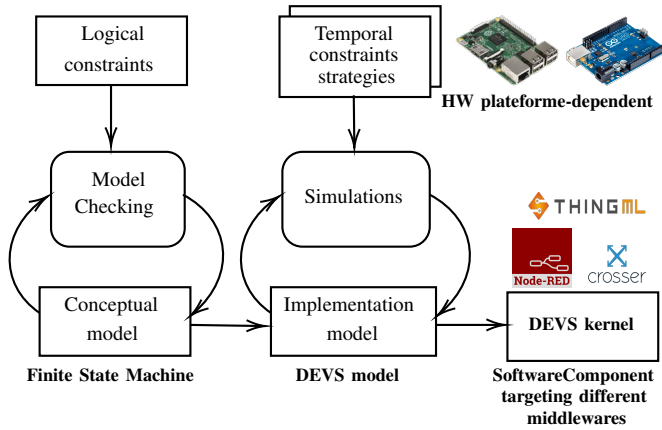 Logical
constraints
Temporal
constraints
strategies
HW plateforme-dependent
Model
Checking
Simulations
THINGML
Node-RED
crosser
Conceptual
model
Implementation
model
DEVS kernel
Finite State Machine
DEVS model
SoftwareComponent
targeting different
middlewares